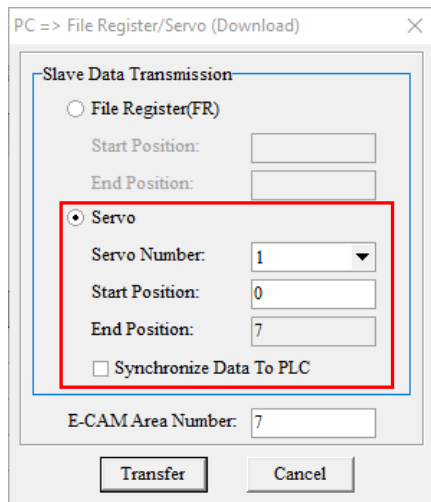 PC => File Register/Servo (Download)
Slave Data Transmission
File Register(FR)
Start Position:
End Position:
Servo
Servo Number: 1
Start Position: 0
End Position: 7
Synchronize Data To PLC
E-CAM Area Number: 7
Transfer Cancel